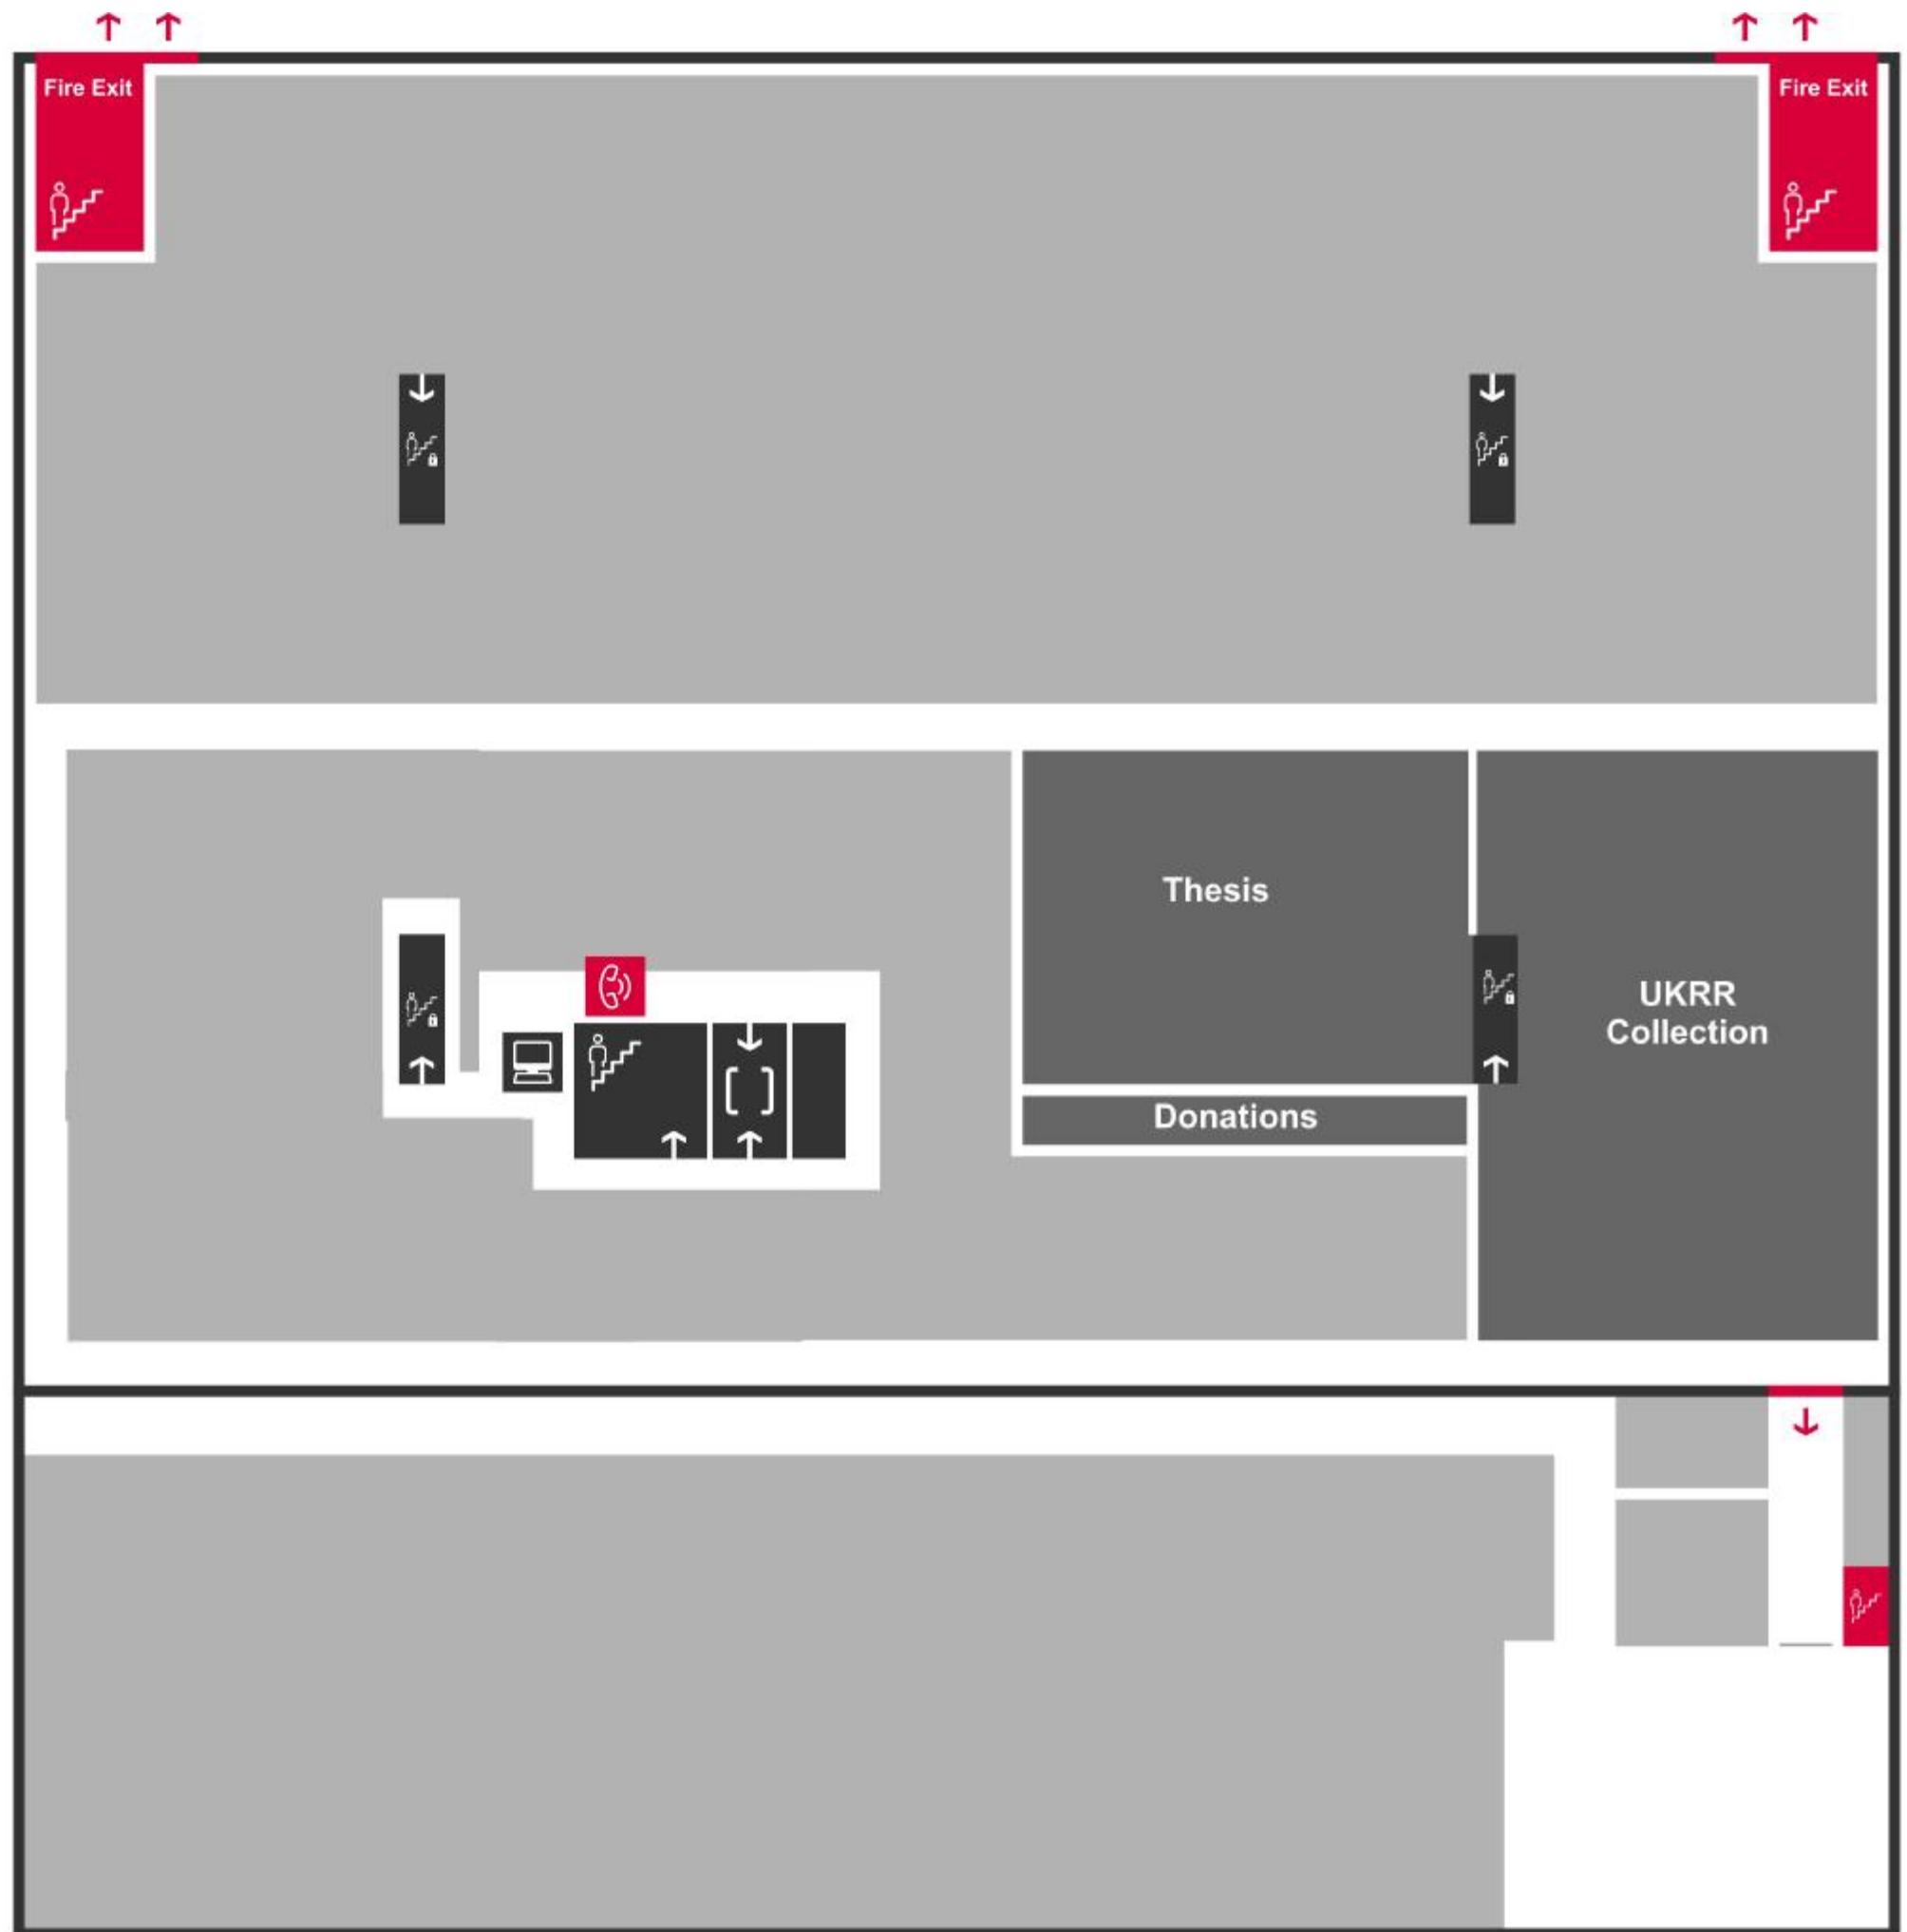 Fire Exit
Fire Exit
Thesis
UKRR
Collection
Donations